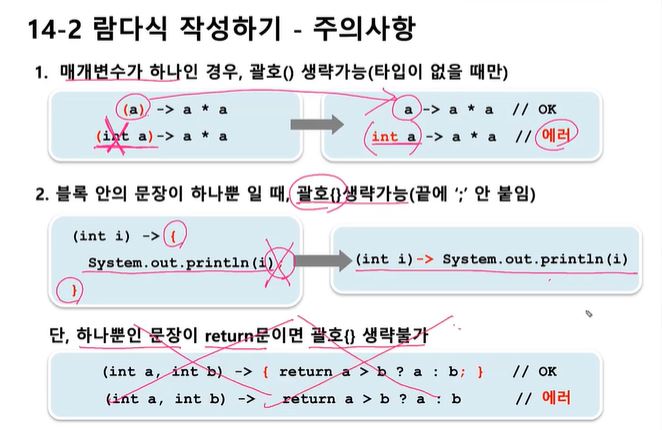 14-2 람다식 작성하기 - 주의사항
1. 매개변수가 하나인 경우, 괄호() 생략가능(타입이 없을 때만)
(a) -> a * a
(int a)-> a * a
a -> a * a // OK
int a -> a * a // 에러
2. 블록 안의 문장이 하나뿐 일 때, 괄호{}생략가능(끝에 ';' 안 붙임)
(int i) -> {
System.out.println(i);
}
(int i)-> System.out.println(i)
단, 하나뿐인 문장이 return문이면 괄호{} 생략불가
(int a, int b) -> { return a > b ? a : b; } // OK
(int a, int b) -> return a > b ? a : b // 에러